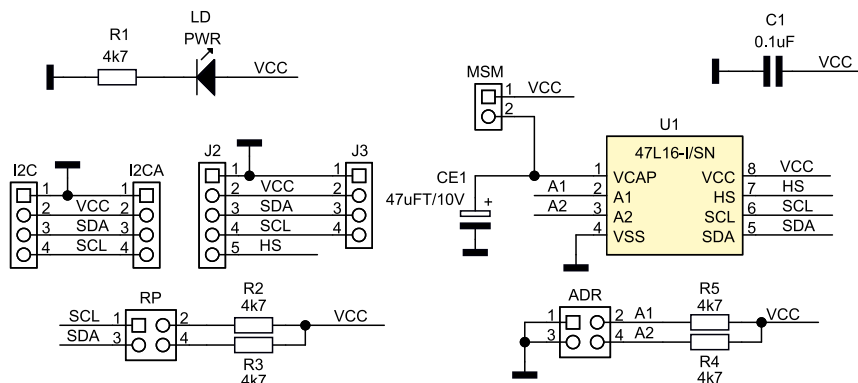 LD
PWR
R1
4k7
VCC
C1
0.1uF
VCC
MSM
1
VCC
2
U1
47L16-I/SN
CE1
47uFT/10V
+
1 VCAP VCC 8 VCC
A1 2 A1 HS 7 HS
A2 3 A2 SCL 6 SCL
4 VSS SDA 5 SDA
I2C I2CA
1 1
2 VCC 2
3 SDA 3
4 SCL 4
J2 J3
1 1
2 VCC 2
3 SDA 3
4 SCL 4
5 HS
RP
SCL 1 2
SDA 3 4
R2
4k7
VCC
R3
4k7
ADR
1 2 A1
3 4 A2
R5
4k7
VCC
R4
4k7